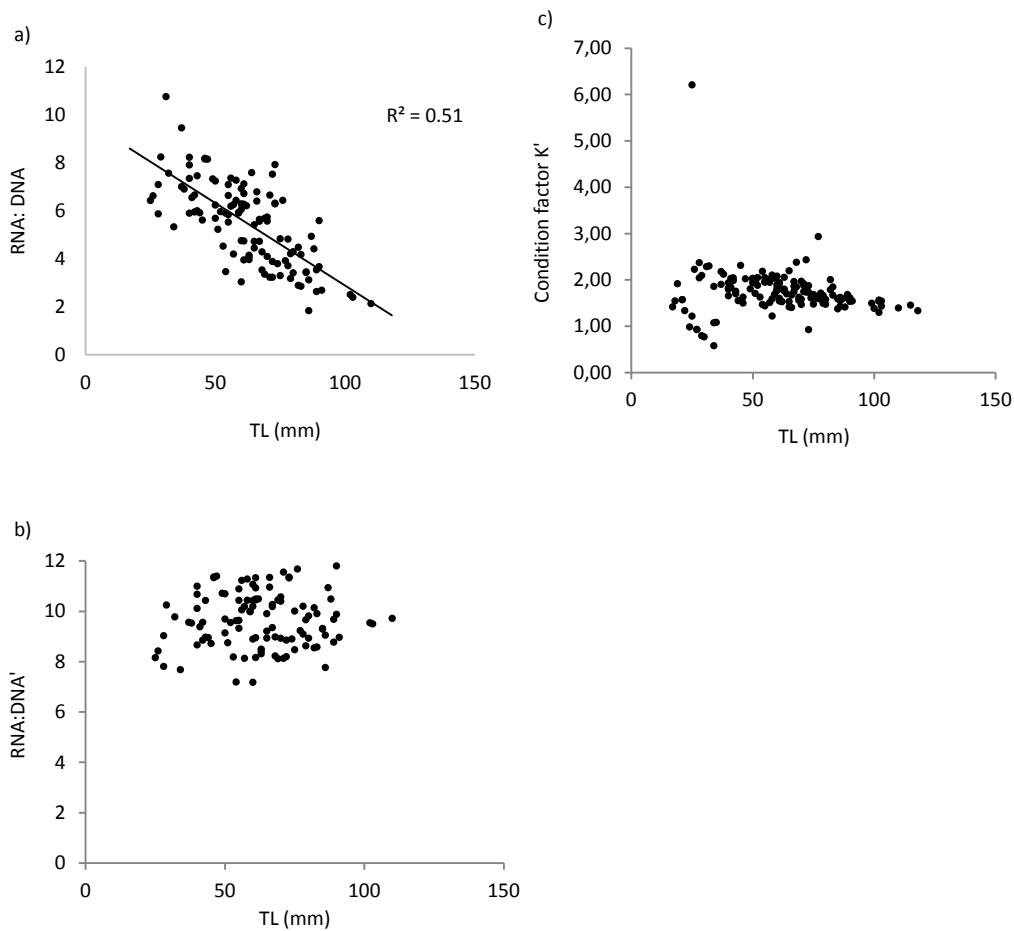 a)
RNA: DNA
12
10
8
6
4
2
0
R² = 0.51
0 50 100 150
TL (mm)
c)
Condition factor K'
7,00
6,00
5,00
4,00
3,00
2,00
1,00
0,00
0 50 100 150
TL (mm)
b)
RNA:DNA'
12
10
8
6
4
2
0
0 50 100 150
TL (mm)